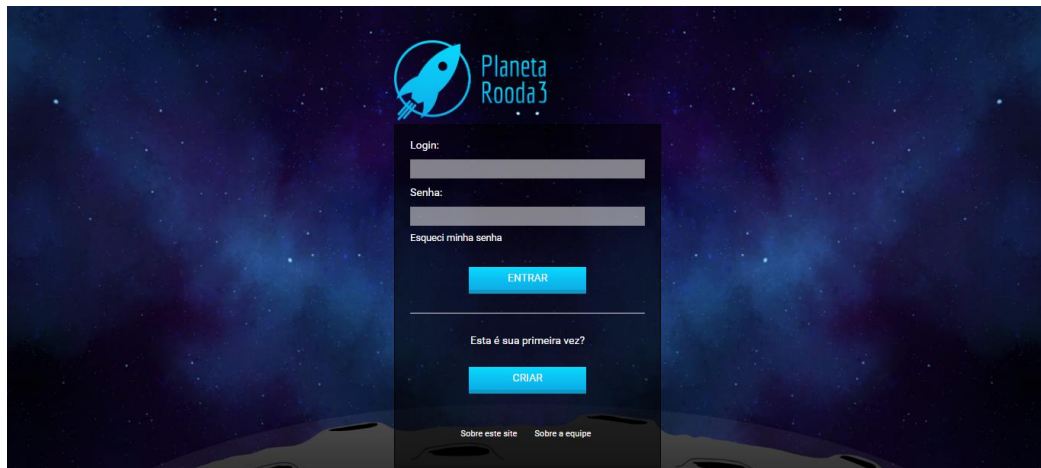 Planeta
Rooda3
Login:
Senha:
Esqueci minha senha
ENTRAR
Esta é sua primeira vez?
CRIAR
Sobre este site Sobre a equipe